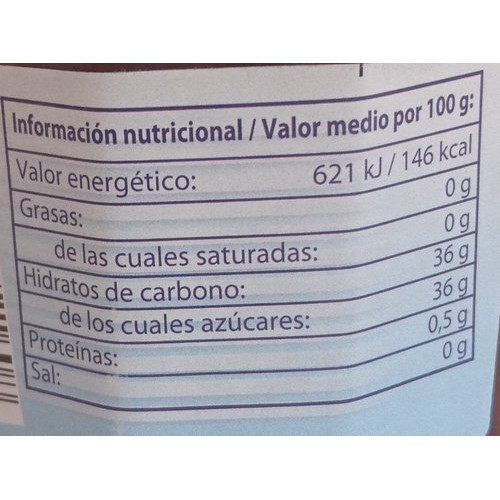 Información nutricional / Valor medio por 100 g:
Valor energético: 621 kJ / 146 kcal
Grasas: 0 g
de las cuales saturadas: 0 g
Hidratos de carbono: 36 g
de los cuales azúcares: 36 g
Proteínas: 0,5 g
Sal: 0 g